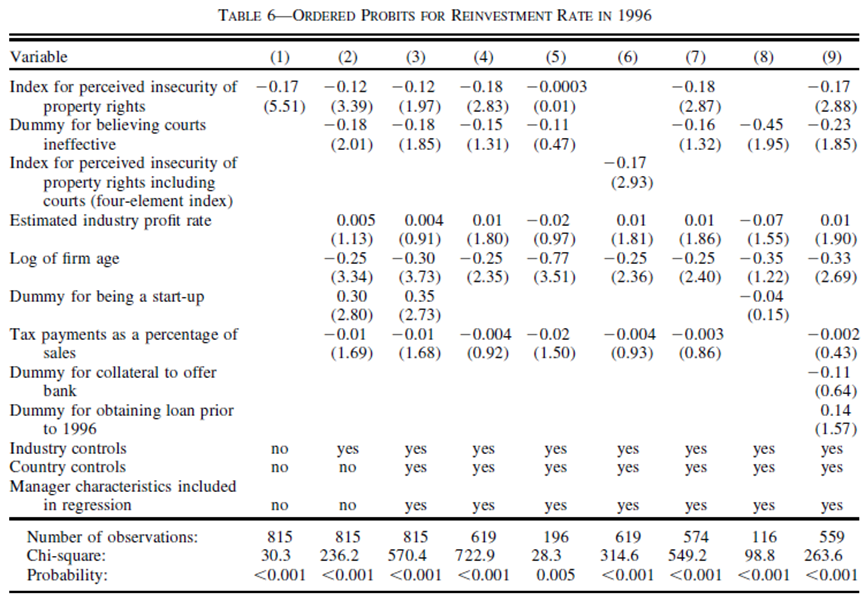 TABLE 6—ORDERED PROBITS FOR REINVESTMENT RATE IN 1996
Variable (1) (2) (3) (4) (5) (6) (7) (8) (9)
Index for perceived insecurity of −0.17 −0.12 −0.12 −0.18 −0.0003 −0.18 −0.17
property rights (5.51) (3.39) (1.97) (2.83) (0.01) (2.87) (2.88)
Dummy for believing courts −0.18 −0.18 −0.15 −0.11 −0.16 −0.45 −0.23
ineffective (2.01) (1.85) (1.31) (0.47) (1.32) (1.95) (1.85)
Index for perceived insecurity of −0.17
property rights including (2.93)
courts (four-element index)
Estimated industry profit rate 0.005 0.004 0.01 −0.02 0.01 0.01 −0.07 0.01
(1.13) (0.91) (1.80) (0.97) (1.81) (1.86) (1.55) (1.90)
Log of firm age −0.25 −0.30 −0.25 −0.77 −0.25 −0.25 −0.35 −0.33
(3.34) (3.73) (2.35) (3.51) (2.36) (2.40) (1.22) (2.69)
Dummy for being a start-up 0.30 0.35 −0.04
(2.80) (2.73) (0.15)
Tax payments as a percentage of −0.01 −0.01 −0.004 −0.02 −0.004 −0.003 −0.002
sales (1.69) (1.68) (0.92) (1.50) (0.93) (0.86) (0.43)
Dummy for collateral to offer −0.11
bank (0.64)
Dummy for obtaining loan prior 0.14
to 1996 (1.57)
Industry controls no yes yes yes yes yes yes yes yes
Country controls no no yes yes yes yes yes yes yes
Manager characteristics included
in regression no no yes yes yes yes yes yes yes
Number of observations: 815 815 815 619 196 619 574 116 559
Chi-square: 30.3 236.2 570.4 722.9 28.3 314.6 549.2 98.8 263.6
Probability: <0.001 <0.001 <0.001 <0.001 0.005 <0.001 <0.001 <0.001 <0.001